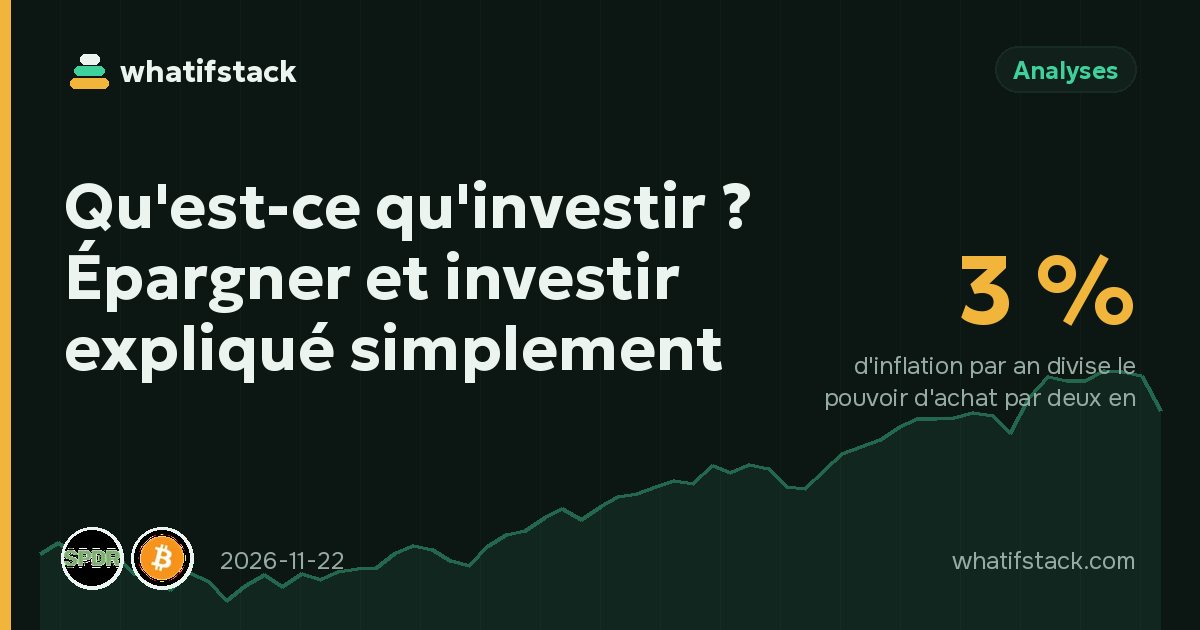 whatifstack
Analyses
Qu'est-ce qu'investir ?
Épargner et investir
expliqué simplement
3 %
d'inflation par an divise le
pouvoir d'achat par deux en
SPDR
2026-11-22
whatifstack.com